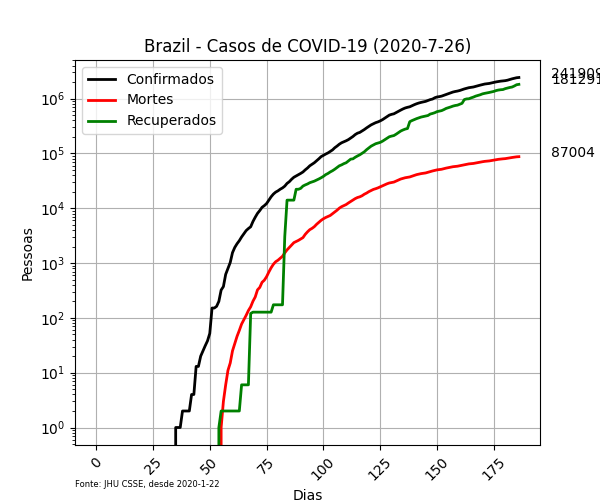 Brazil - Casos de COVID-19 (2020-7-26)
Confirmados
Mortes
Recuperados
87004
10⁶
10⁵
10⁴
10³
10²
10¹
10⁰
Pessoas
0 25 50 75 100 125 150 175
Dias
Fonte: JHU CSSE, desde 2020-1-22